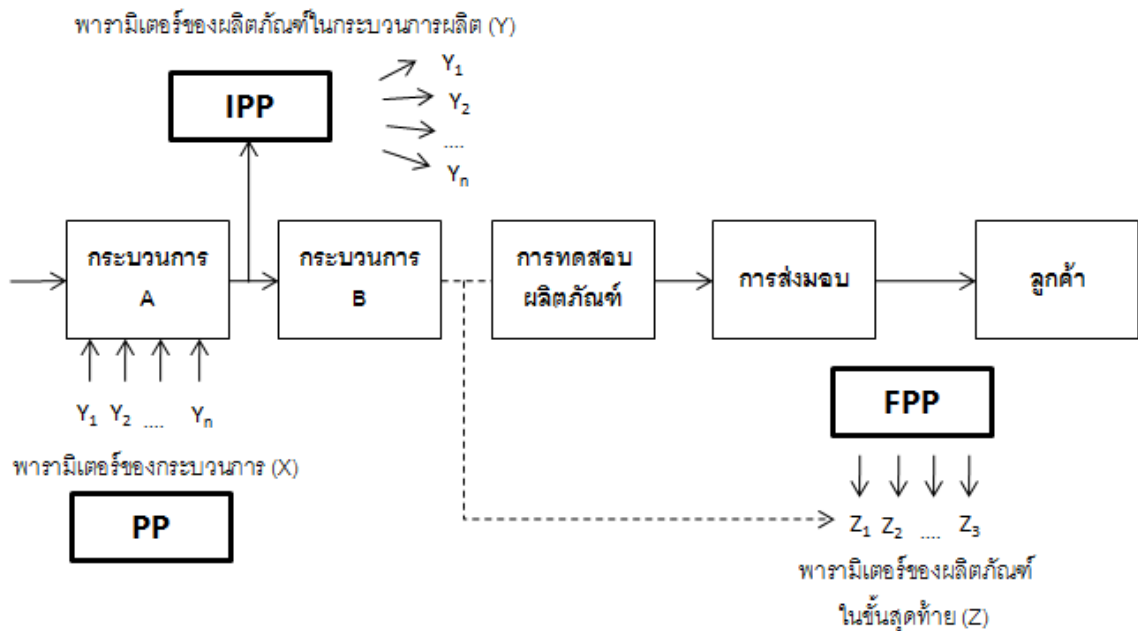 พารามิเตอร์ของผลิตภัณฑ์ในกระบวนการผลิต (Y)
IPP
Y1
Y2
....
Yn
กระบวนการ
A
กระบวนการ
B
การทดสอบ
ผลิตภัณฑ์
การส่งมอบ
ลูกค้า
Y1 Y2 .... Yn
พารามิเตอร์ของกระบวนการ (X)
PP
FPP
Z1 Z2 .... Z3
พารามิเตอร์ของผลิตภัณฑ์
ในขั้นสุดท้าย (Z)